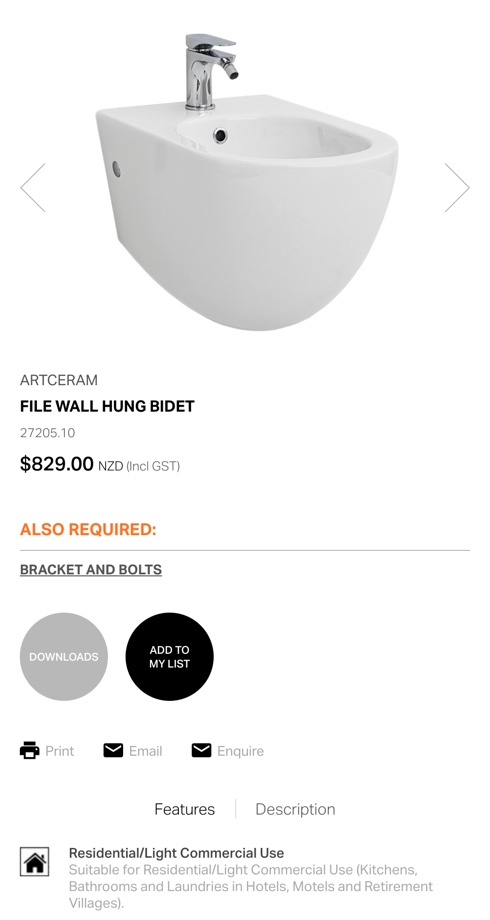 ARTCERAM
FILE WALL HUNG BIDET
27205.10
$829.00 NZD (Incl GST)
ALSO REQUIRED:
BRACKET AND BOLTS
DOWNLOADS
ADD TO
MY LIST
Print Email Enquire
Features Description
Residential/Light Commercial Use
Suitable for Residential/Light Commercial Use (Kitchens,
Bathrooms and Laundries in Hotels, Motels and Retirement
Villages).